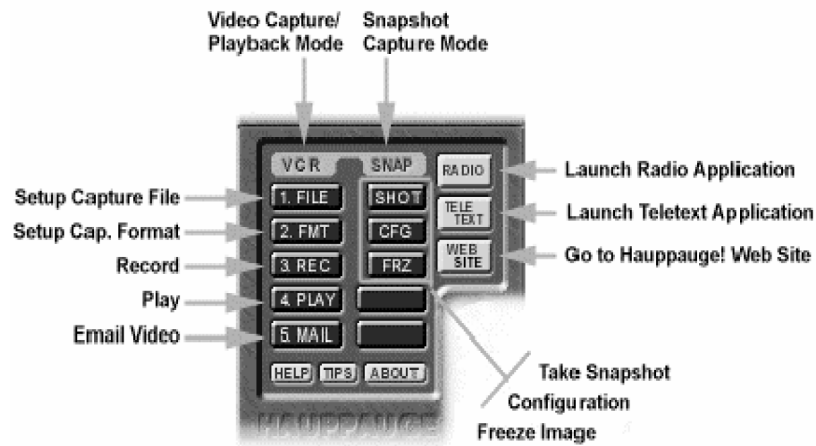 Video Capture/
Playback Mode
Snapshot
Capture Mode
VCR
SNAP
RADIO
Launch Radio Application
Setup Capture File
1. FILE
SHOT
TELE
TEXT
Launch Teletext Application
Setup Cap. Format
2. FMT
CFG
WEB
SITE
Go to Hauppauge! Web Site
Record
3. REC
FRZ
Play
4. PLAY
Email Video
5. MAIL
HELP
TIPS
ABOUT
Take Snapshot
Configuration
Freeze Image
HAUPPAUGE